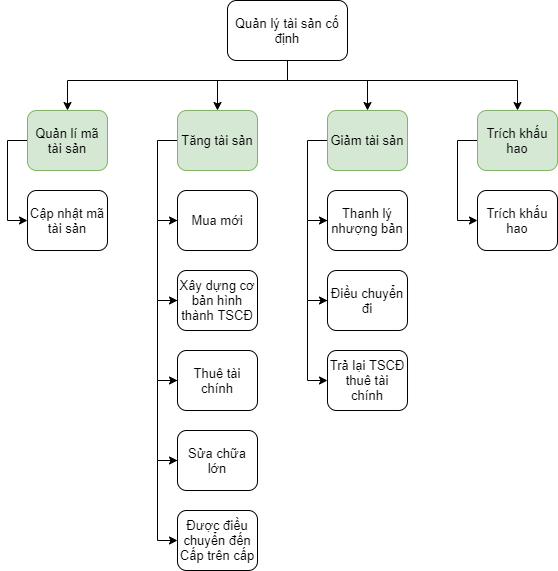 Quản lý tài sản cố
định
Quản lí mã
tài sản
Tăng tài sản
Giảm tài sản
Trích khấu
hao
Cập nhật mã
tài sản
Mua mới
Thanh lý
nhượng bản
Trích khấu
hao
Xây dựng cơ
bản hình
thành TSCĐ
Điều chuyển
đi
Thuê tài
chính
Trả lại TSCĐ
thuê tài
chính
Sửa chữa
lớn
Được điều
chuyển đến
Cấp trên cấp